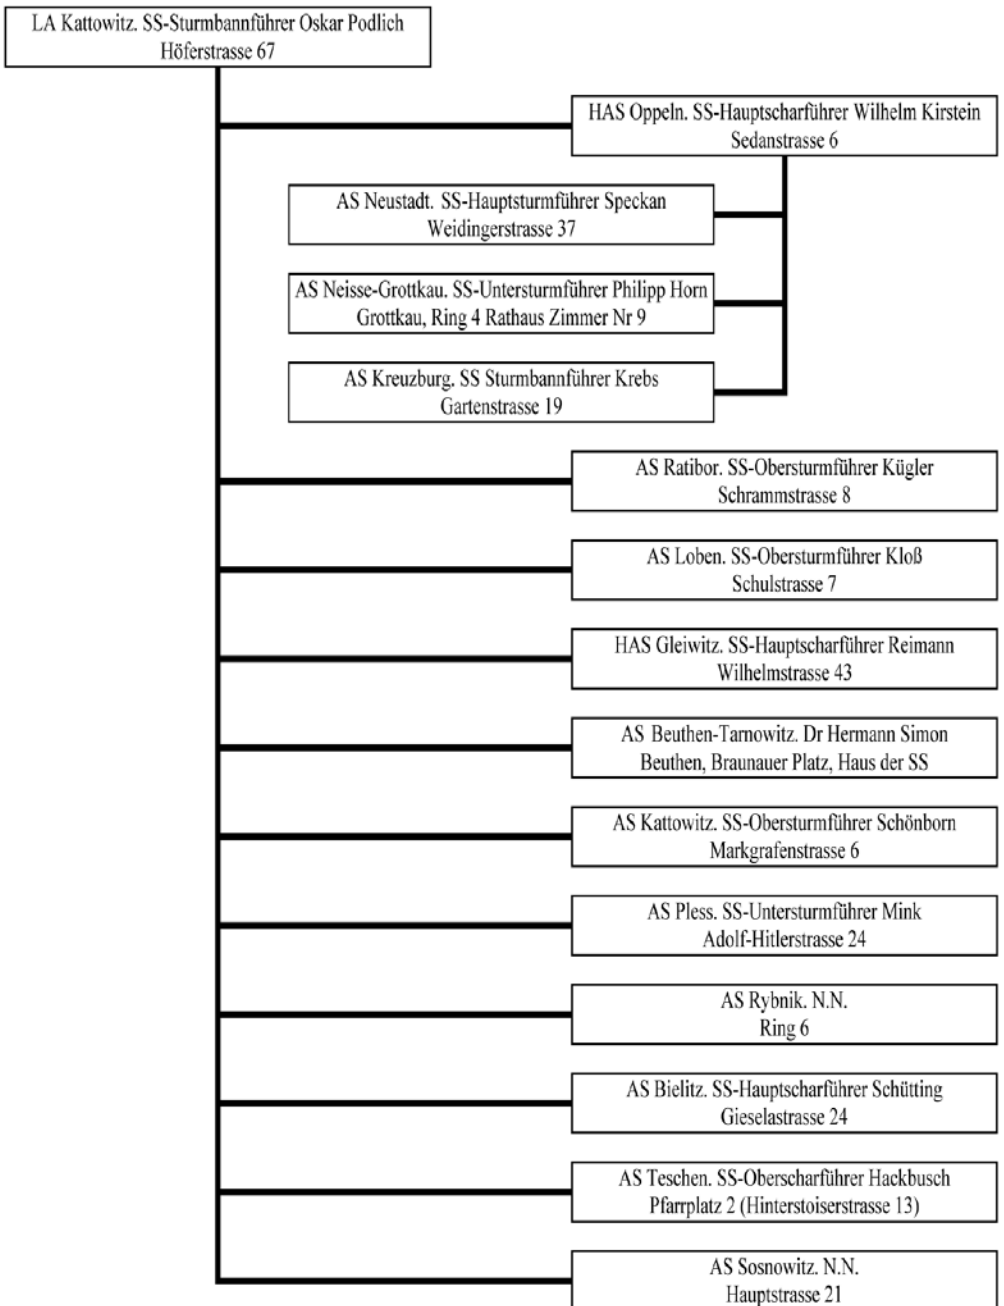 LA Kattowitz. SS-Sturmbannführer Oskar Podlich
Höferstrasse 67
HAS Oppeln. SS-Hauptscharführer Wilhelm Kirstein
Sedanstrasse 6
AS Neustadt. SS-Hauptsturmführer Speckan
Weidingerstrasse 37
AS Neisse-Grottkau. SS-Untersturmführer Philipp Horn
Grottkau, Ring 4 Rathaus Zimmer Nr 9
AS Kreuzburg. SS Sturmbannführer Krebs
Gartenstrasse 19
AS Ratibor. SS-Obersturmführer Kügler
Schrammstrasse 8
AS Loben. SS-Obersturmführer Kloß
Schulstrasse 7
HAS Gleiwitz. SS-Hauptscharführer Reimann
Wilhelmstrasse 43
AS Beuthen-Tarnowitz. Dr Hermann Simon
Beuthen, Braunauer Platz, Haus der SS
AS Kattowitz. SS-Obersturmführer Schönborn
Markgrafenstrasse 6
AS Pless. SS-Untersturmführer Mink
Adolf-Hitlerstrasse 24
AS Rybnik. N.N.
Ring 6
AS Bielitz. SS-Hauptscharführer Schütting
Gieselastrasse 24
AS Teschen. SS-Oberscharführer Hackbusch
Pfarrplatz 2 (Hinterstoiserstrasse 13)
AS Sosnowitz. N.N.
Hauptstrasse 21